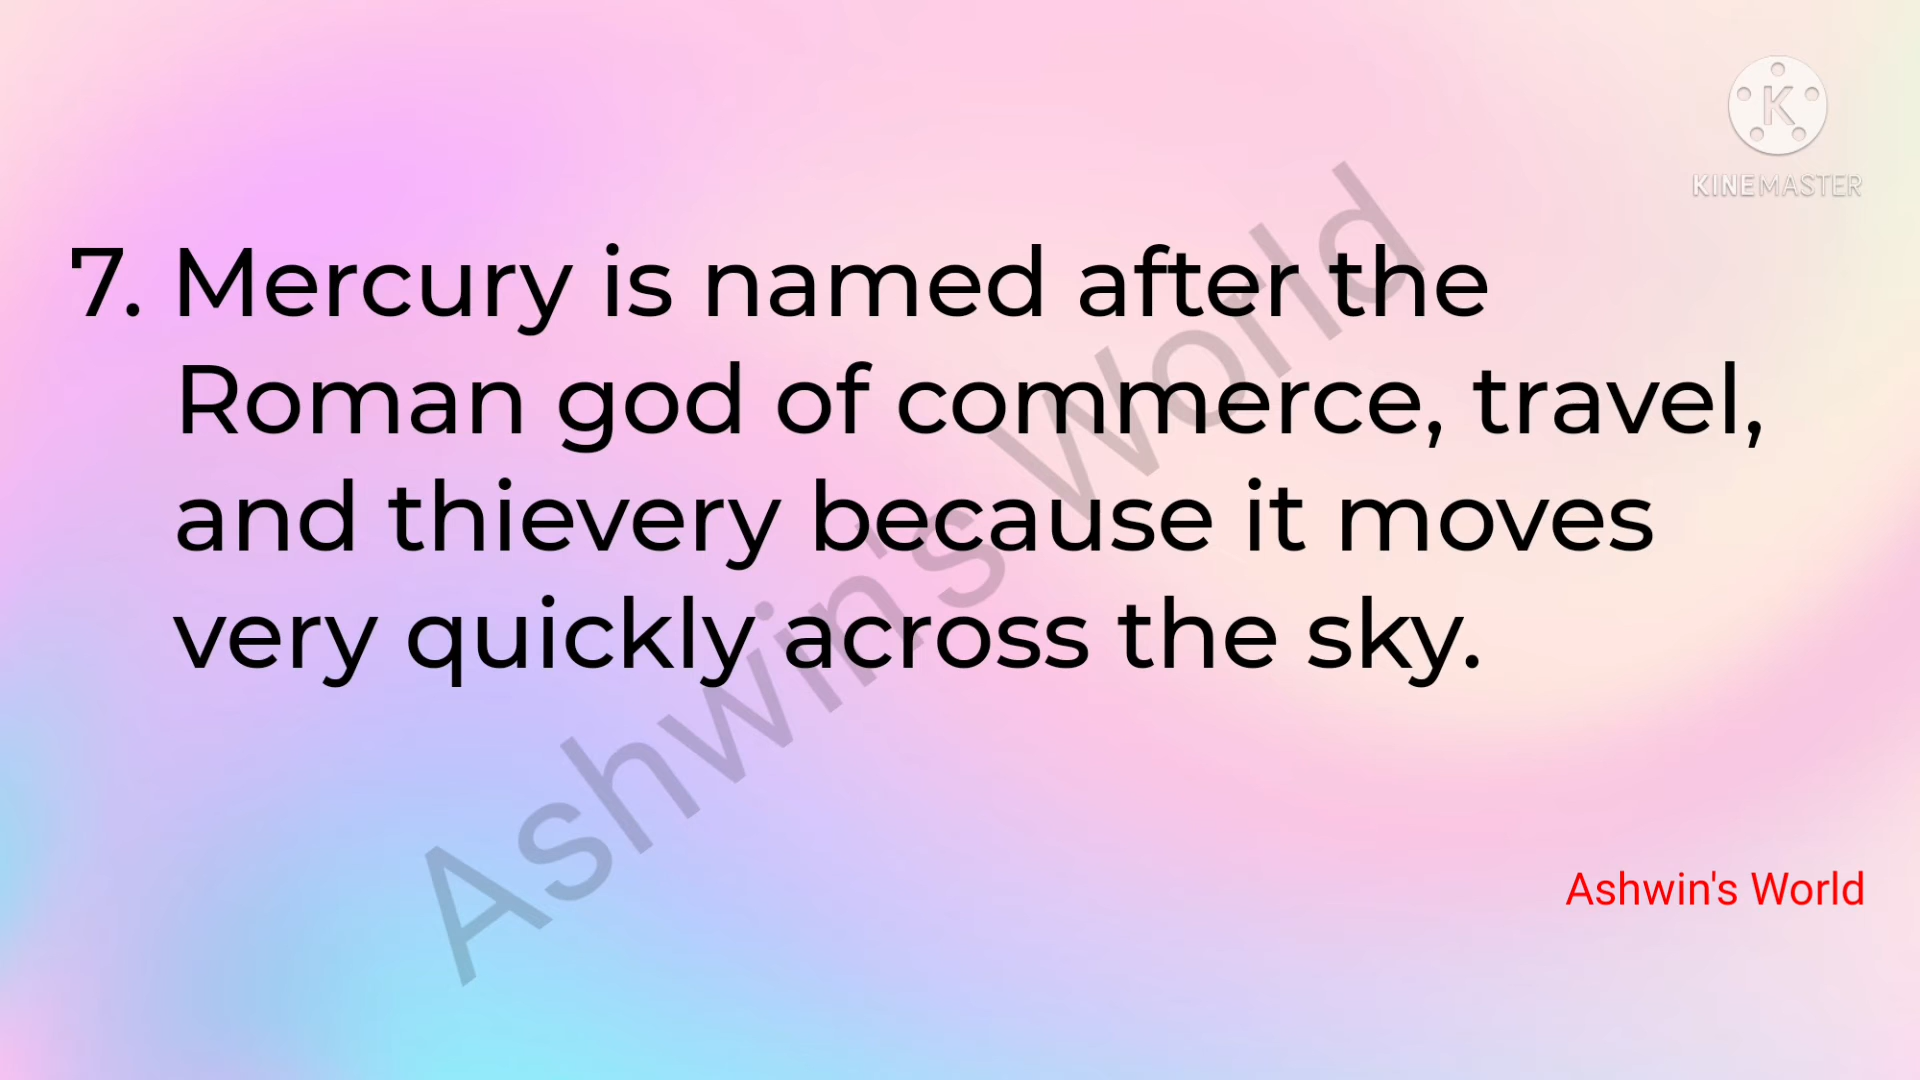 K
KINEMASTER
7. Mercury is named after the
Roman god of commerce, travel,
and thievery because it moves
very quickly across the sky.
Ashwin's World
Ashwin's World